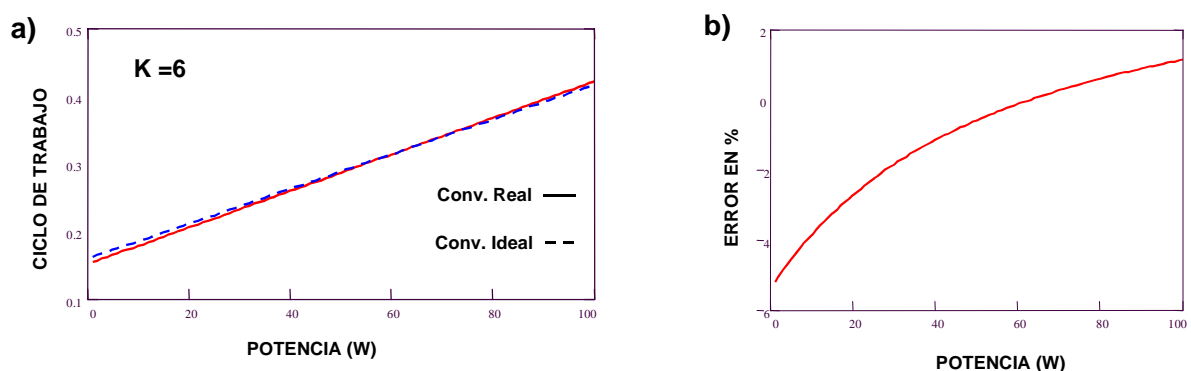 a)
0.5
0.4
0.3
0.2
0.1
CICLO DE TRABAJO
K =6
Conv. Real
Conv. Ideal
0 20 40 60 80 100
POTENCIA (W)
b)
2
0
−2
−4
−6
ERROR EN %
0 20 40 60 80 100
POTENCIA (W)